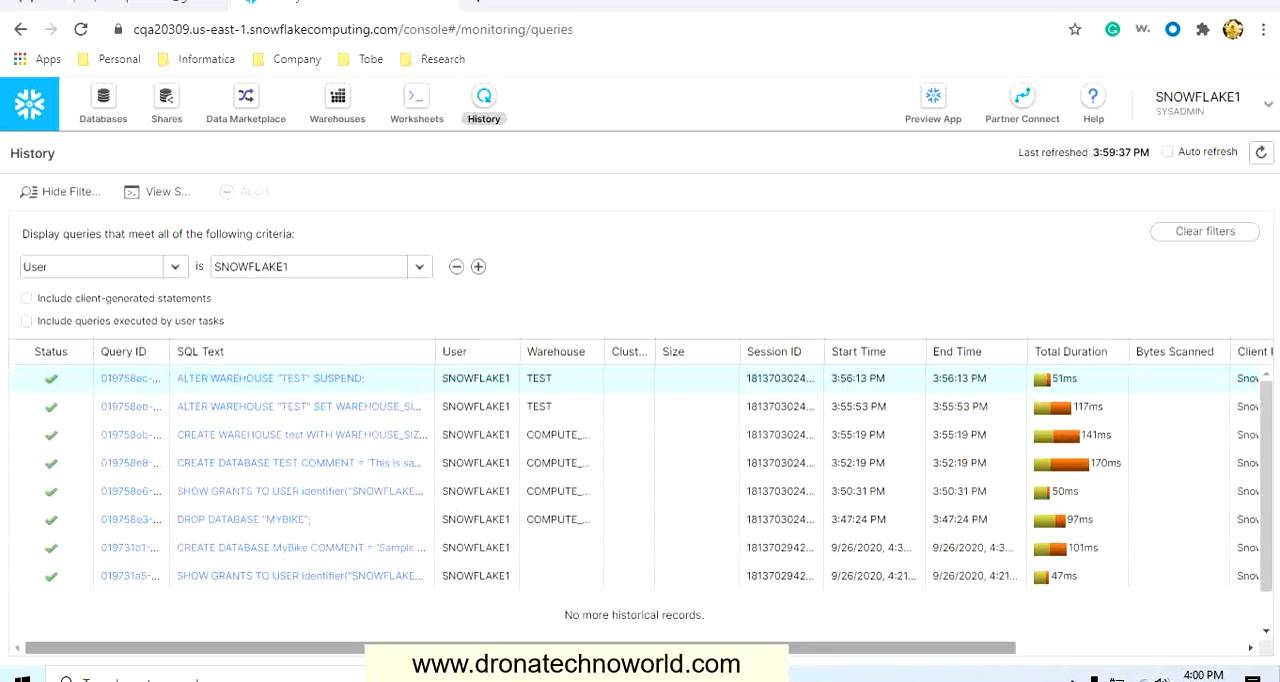 cqa20309.us-east-1.snowflakecomputing.com/console#/monitoring/queries
Apps Personal Informatica Company Tobe Research
Databases Shares Data Marketplace Warehouses Worksheets History Preview App Partner Connect Help SNOWFLAKE1
SYSADMIN
History Last refreshed 3:59:37 PM Auto refresh
Hide Filte... View S... Abort
Display queries that meet all of the following criteria: Clear filters
User is SNOWFLAKE1
Include client-generated statements
Include queries executed by user tasks
Status Query ID SQL Text User Warehouse Clust... Size Session ID Start Time End Time Total Duration Bytes Scanned Client
019758ec-... ALTER WAREHOUSE "TEST" SUSPEND; SNOWFLAKE1 TEST 1813703024... 3:56:13 PM 3:56:13 PM 51ms
019758eb-... ALTER WAREHOUSE "TEST" SET WAREHOUSE_SI... SNOWFLAKE1 TEST 1813703024... 3:55:53 PM 3:55:53 PM 117ms
019758eb-... CREATE WAREHOUSE test WITH WAREHOUSE_SIZ... SNOWFLAKE1 COMPUTE_... 1813703024... 3:55:19 PM 3:55:19 PM 141ms
019758e8-... CREATE DATABASE TEST COMMENT = 'This is sa... SNOWFLAKE1 COMPUTE_... 1813703024... 3:52:19 PM 3:52:19 PM 170ms
019758e6-... SHOW GRANTS TO USER identifier("SNOWFLAKE... SNOWFLAKE1 COMPUTE_... 1813703024... 3:50:31 PM 3:50:31 PM 50ms
019758e3-... DROP DATABASE "MYBIKE"; SNOWFLAKE1 COMPUTE_... 1813703024... 3:47:24 PM 3:47:24 PM 97ms
019731b1-... CREATE DATABASE MyBike COMMENT = 'Sample ... SNOWFLAKE1 1813702942... 9/26/2020, 4:3... 9/26/2020, 4:3... 101ms
019731a5-... SHOW GRANTS TO USER identifier("SNOWFLAKE... SNOWFLAKE1 1813702942... 9/26/2020, 4:21... 9/26/2020, 4:21... 47ms
No more historical records.
www.dronatechnoworld.com
4:00 PM